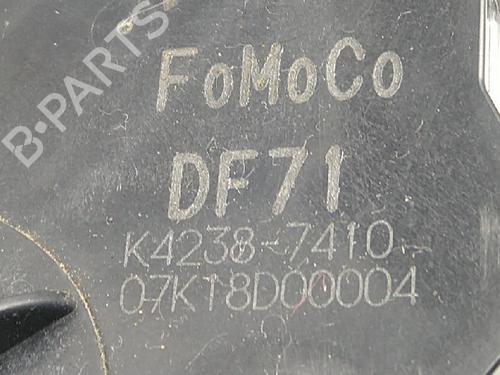 B-PARTS
FoMoCo
DF71
K4238-7410-
07K18D00004